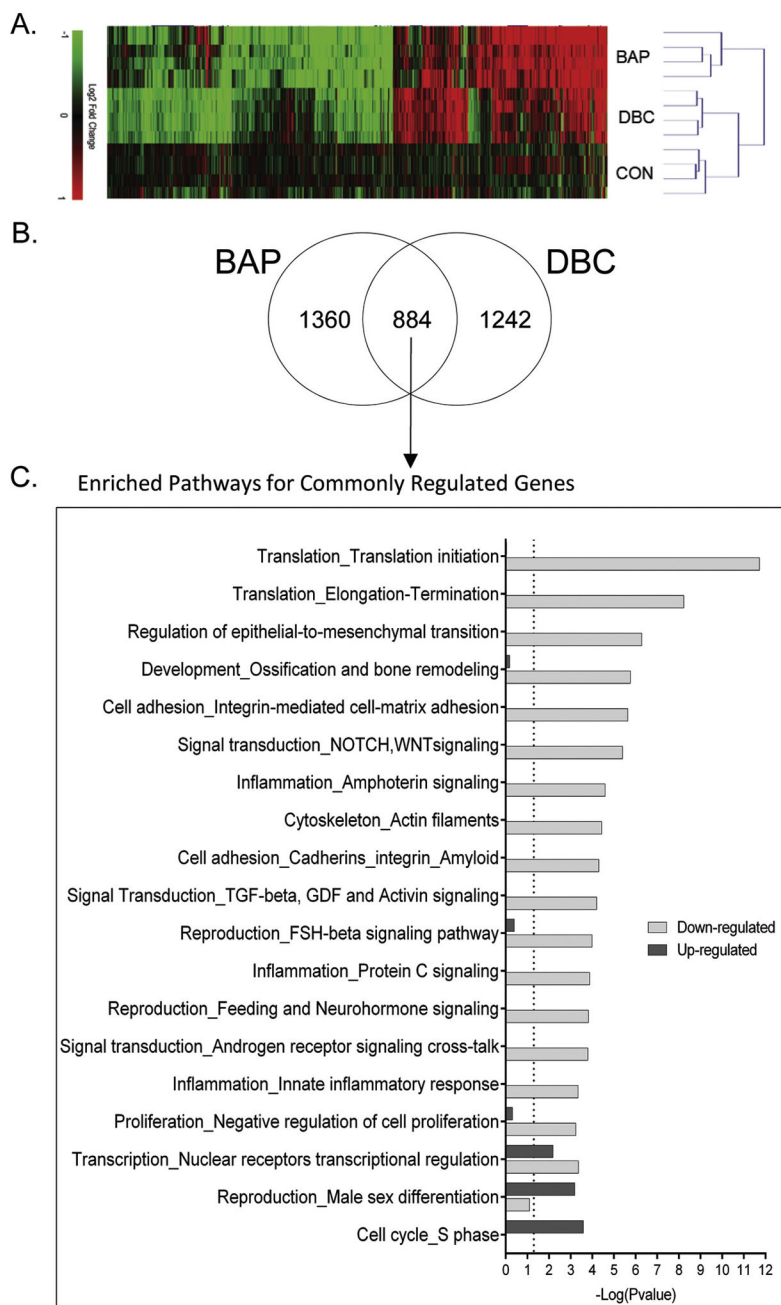 A.
-1
0
1
Log2 Fold Change
BAP
DBC
CON
B.
BAP
DBC
1360
884
1242
C.
Enriched Pathways for Commonly Regulated Genes
Translation_Translation initiation
Translation_Elongation-Termination
Regulation of epithelial-to-mesenchymal transition
Development_Ossification and bone remodeling
Cell adhesion_Integrin-mediated cell-matrix adhesion
Signal transduction_NOTCH,WNTsignaling
Inflammation_Amphoterin signaling
Cytoskeleton_Actin filaments
Cell adhesion_Cadherins_integrin_Amyloid
Signal Transduction_TGF-beta, GDF and Activin signaling
Reproduction_FSH-beta signaling pathway
Inflammation_Protein C signaling
Reproduction_Feeding and Neurohormone signaling
Signal transduction_Androgen receptor signaling cross-talk
Inflammation_Innate inflammatory response
Proliferation_Negative regulation of cell proliferation
Transcription_Nuclear receptors transcriptional regulation
Reproduction_Male sex differentiation
Cell cycle_S phase
Down-regulated
Up-regulated
0 1 2 3 4 5 6 7 8 9 10 11 12
-Log(Pvalue)